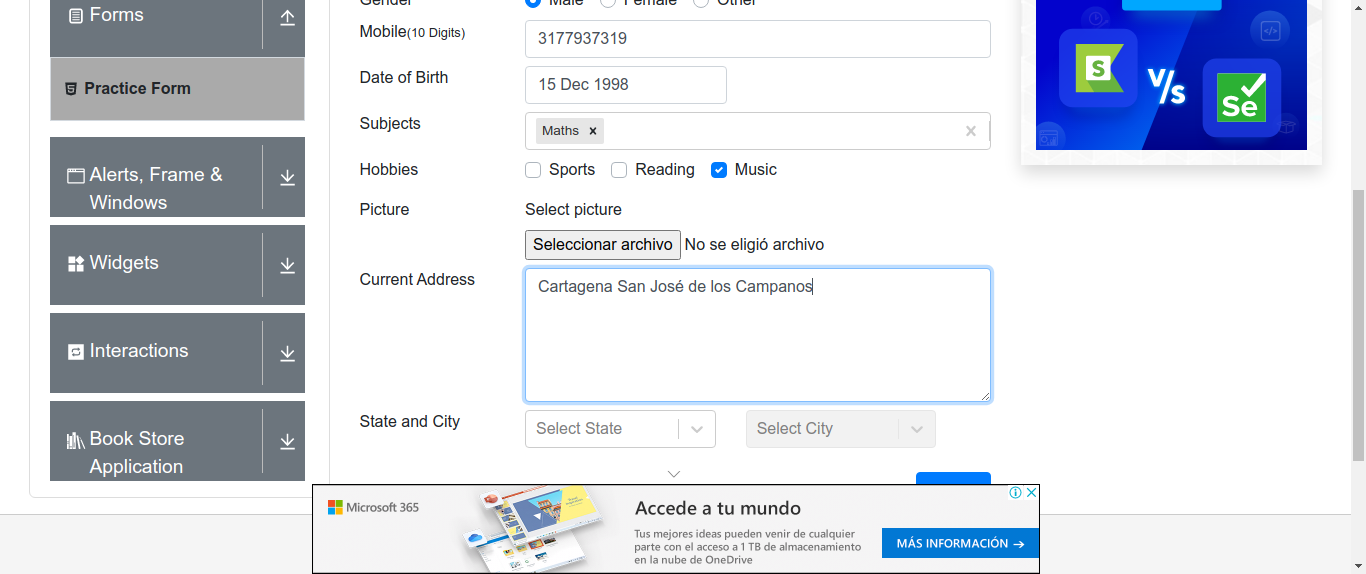 Forms
Practice Form
Alerts, Frame &
Windows
Widgets
Interactions
Book Store
Application
Male
Female
Other
Mobile(10 Digits)
3177937319
Date of Birth
15 Dec 1998
Subjects
Maths ×
Hobbies
Sports
Reading
Music
Picture
Select picture
Seleccionar archivo No se eligió archivo
Current Address
Cartagena San José de los Campanos
State and City
Select State
Select City
S V/s Se
Microsoft 365
Accede a tu mundo
Tus mejores ideas pueden venir de cualquier
parte con el acceso a 1 TB de almacenamiento
en la nube de OneDrive
MÁS INFORMACIÓN →